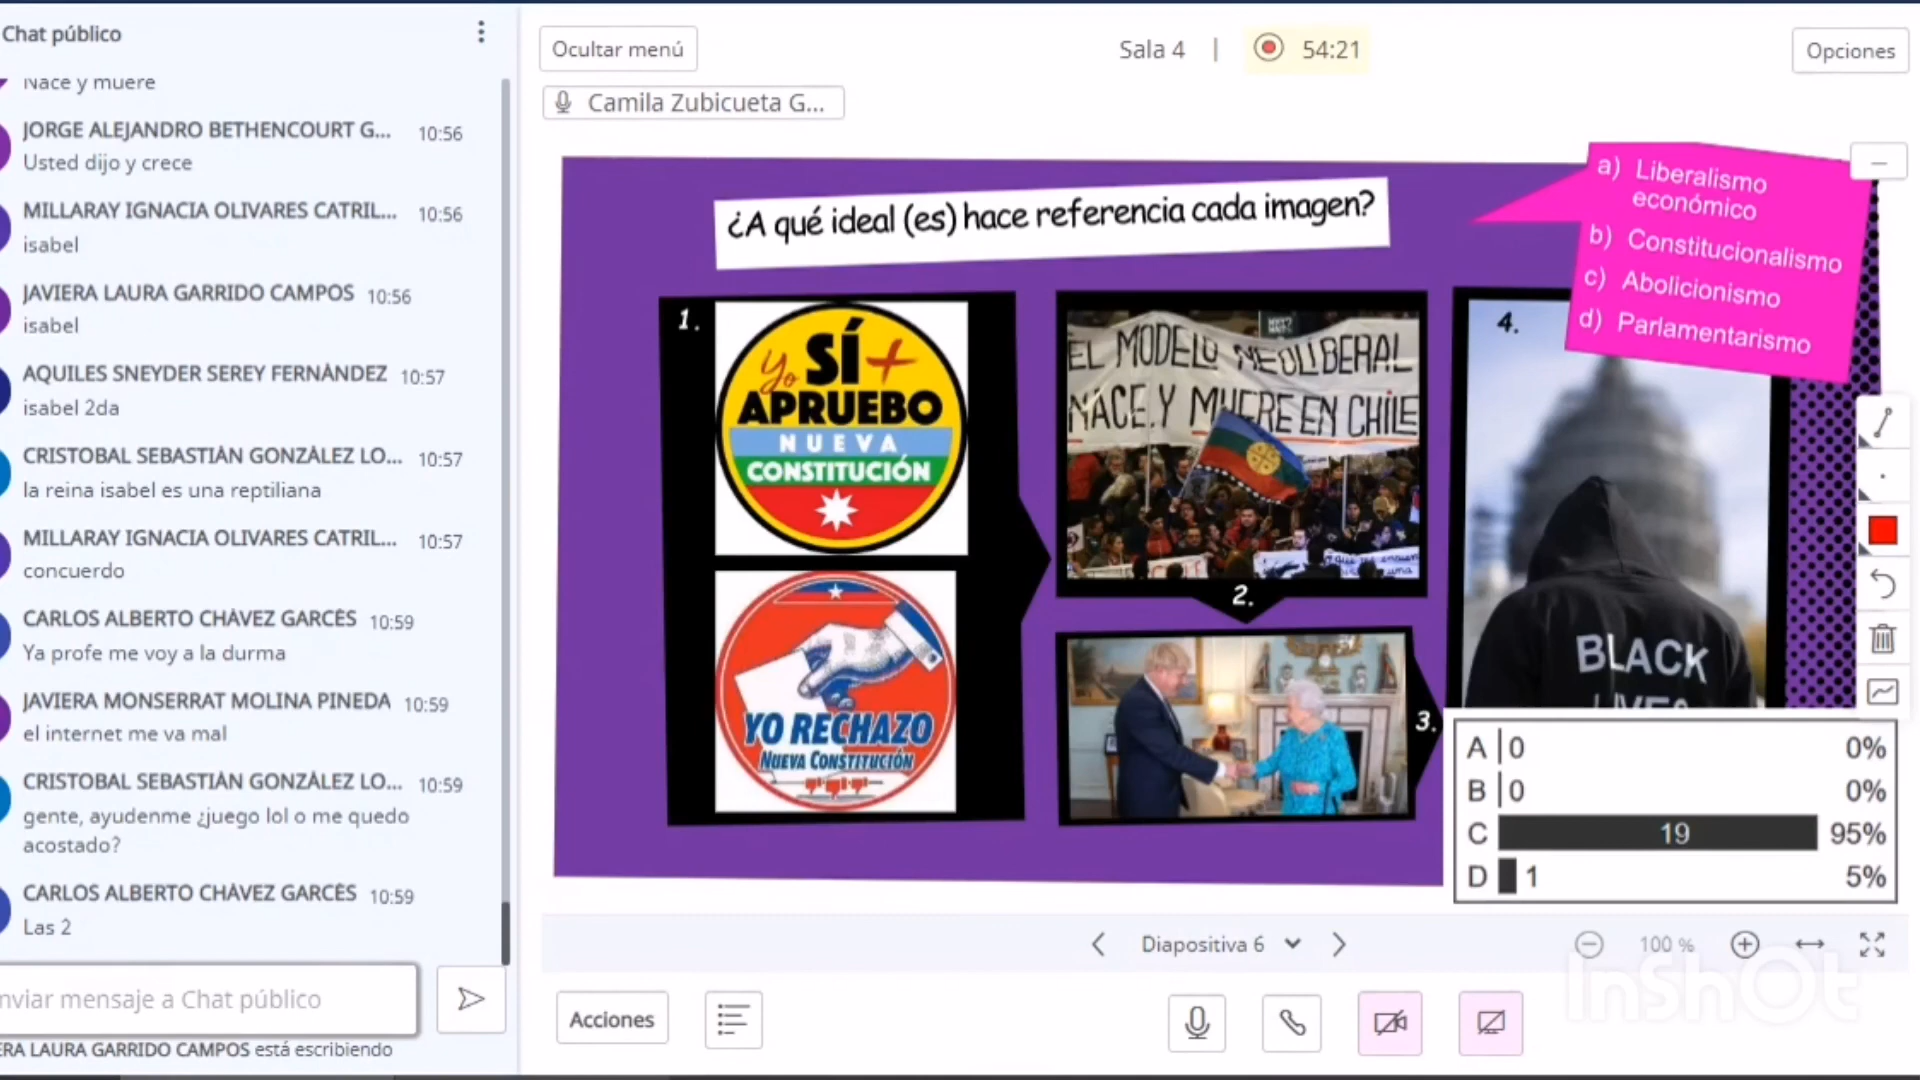 Chat público
Nace y muere
JORGE ALEJANDRO BETHENCOURT G... 10:56
Usted dijo y crece
MILLARAY IGNACIA OLIVARES CATRIL... 10:56
isabel
JAVIERA LAURA GARRIDO CAMPOS 10:56
isabel
AQUILES SNEYDER SEREY FERNÁNDEZ 10:57
isabel 2da
CRISTOBAL SEBASTIÁN GONZÁLEZ LO... 10:57
la reina isabel es una reptiliana
MILLARAY IGNACIA OLIVARES CATRIL... 10:57
concuerdo
CARLOS ALBERTO CHÁVEZ GARCÉS 10:59
Ya profe me voy a la durma
JAVIERA MONSERRAT MOLINA PINEDA 10:59
el internet me va mal
CRISTOBAL SEBASTIÁN GONZÁLEZ LO... 10:59
gente, ayudenme ¿juego lol o me quedo
acostado?
CARLOS ALBERTO CHÁVEZ GARCÉS 10:59
Las 2
nviar mensaje a Chat público
ERA LAURA GARRIDO CAMPOS está escribiendo
Ocultar menú
Sala 4 | 54:21
Opciones
Camila Zubicueta G...
¿A qué ideal (es) hace referencia cada imagen?
a) Liberalismo
económico
b) Constitucionalismo
c) Abolicionismo
d) Parlamentarismo
1.
Yo SÍ +
APRUEBO
NUEVA
CONSTITUCIÓN
YO RECHAZO
NUEVA CONSTITUCIÓN
EL MODELO NEOLIBERAL
NACE Y MUERE EN CHILE
2.
3.
4.
BLACK
LIVES
A 0 0%
B 0 0%
C 19 95%
D 1 5%
Diapositiva 6
100 %
InShOt
Acciones